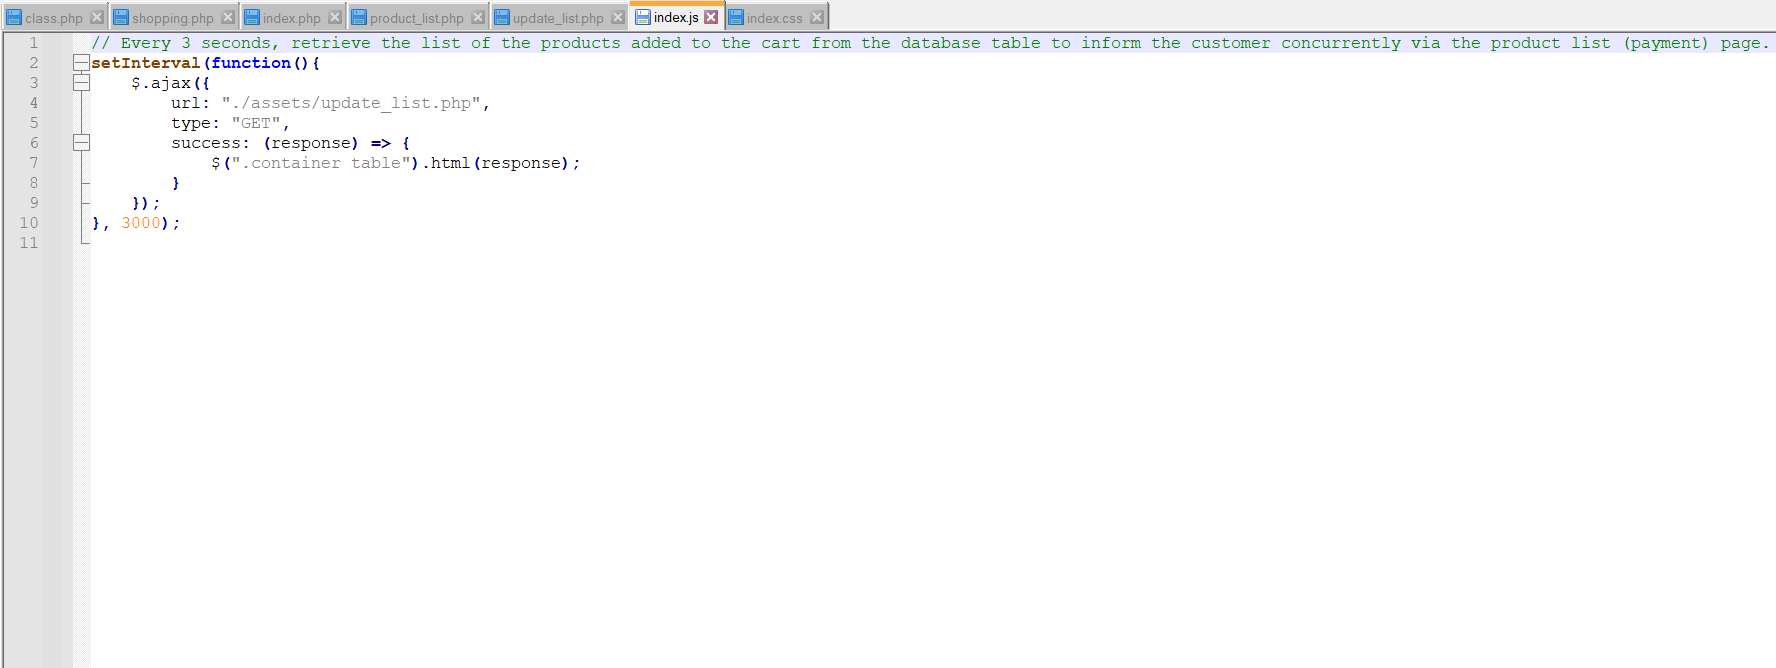 class.php shopping.php index.php product_list.php update_list.php index.js index.css
1 // Every 3 seconds, retrieve the list of the products added to the cart from the database table to inform the customer concurrently via the product list (payment) page.
2 setInterval(function(){
3 $.ajax({
4 url: "./assets/update_list.php",
5 type: "GET",
6 success: (response) => {
7 $(".container table").html(response);
8 }
9 });
10 }, 3000);
11